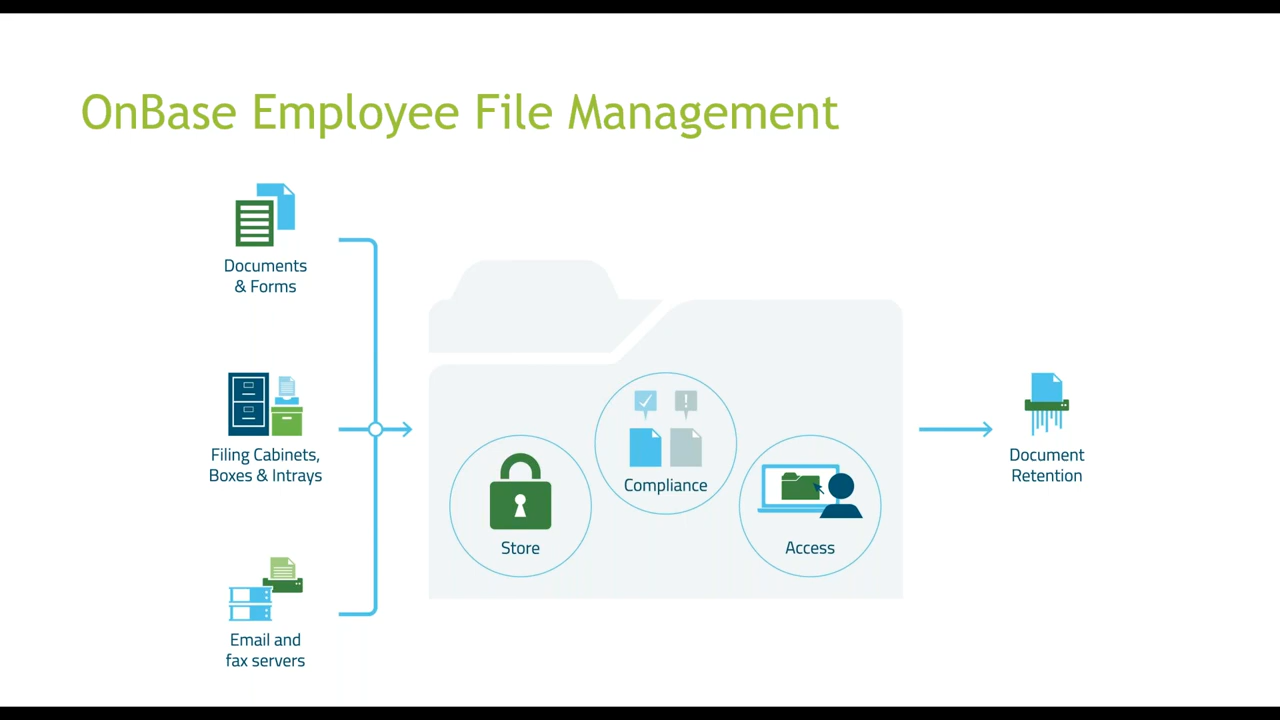 OnBase Employee File Management
Documents
& Forms
Filing Cabinets,
Boxes & Intrays
Email and
fax servers
Compliance
Store
Access
Document
Retention